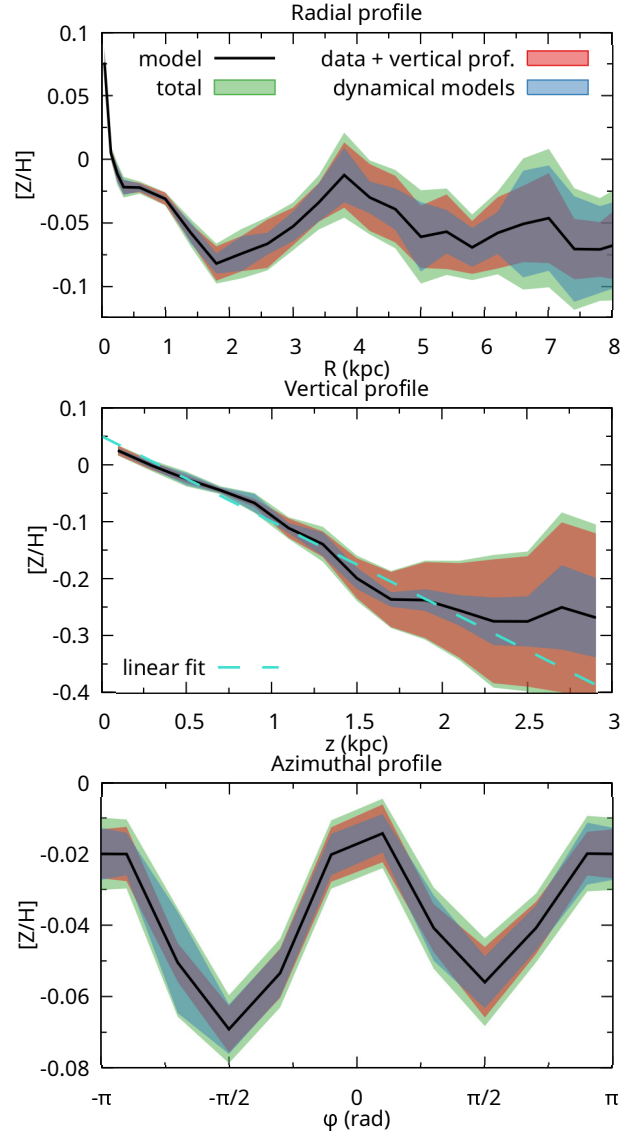 Radial profile
0.1
model
data + vertical prof.
total
dynamical models
0.05
0
-0.05
-0.1
[Z/H]
0 1 2 3 4 5 6 7 8
R (kpc)
Vertical profile
0.1
0
-0.1
-0.2
-0.3
-0.4
[Z/H]
linear fit
0 0.5 1 1.5 2 2.5 3
z (kpc)
Azimuthal profile
0
-0.02
-0.04
-0.06
-0.08
[Z/H]
-π -π/2 0 π/2 π
φ (rad)